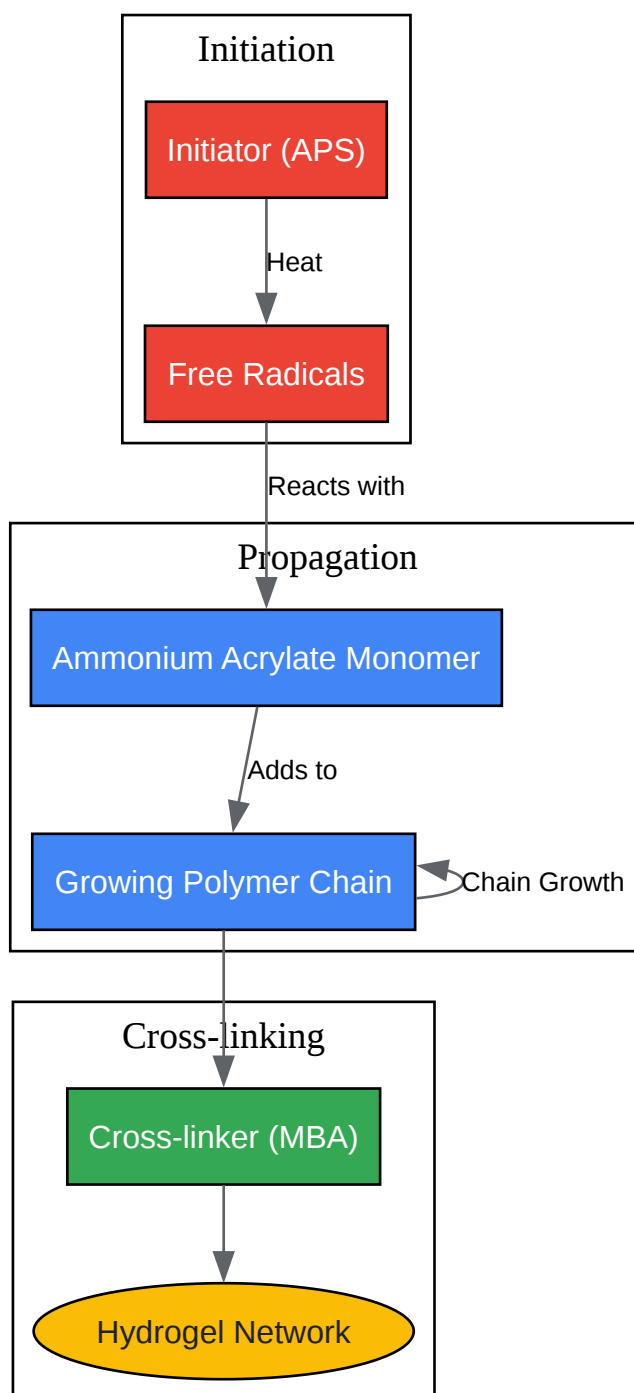 Initiation
Initiator (APS)
Heat
Free Radicals
Reacts with
Propagation
Ammonium Acrylate Monomer
Adds to
Growing Polymer Chain
Chain Growth
Cross-linking
Cross-linker (MBA)
Hydrogel Network